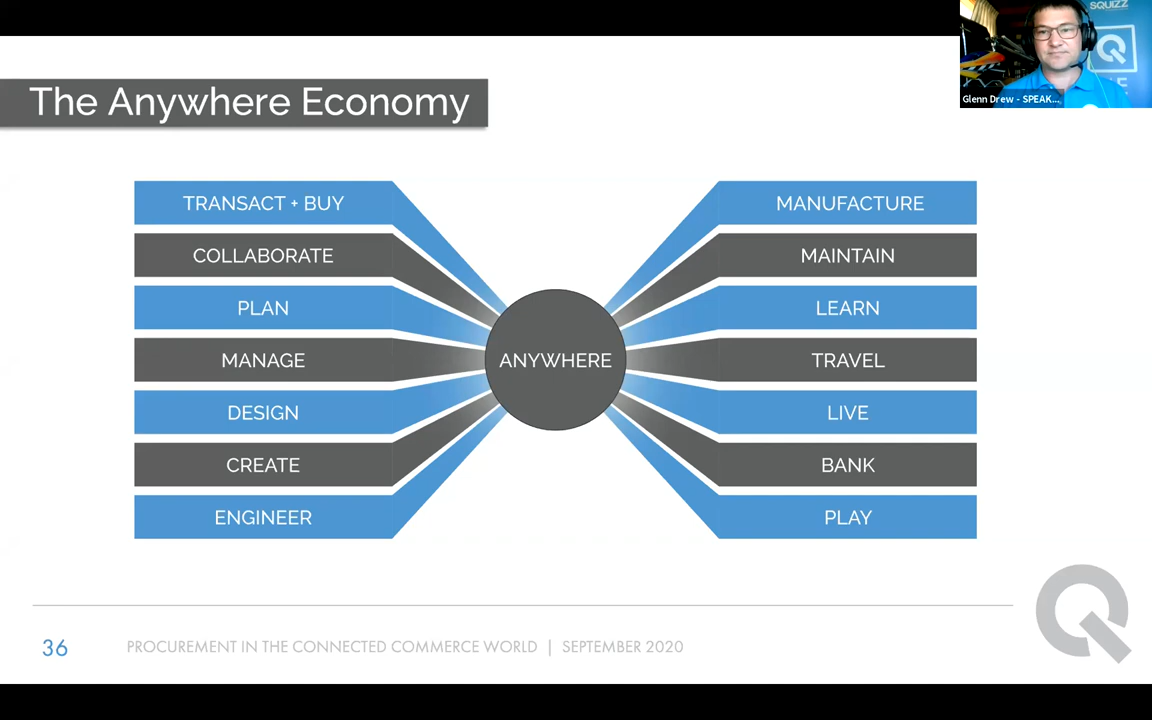 SQUIZZ
Glenn Drew - SPEAK...
The Anywhere Economy
TRANSACT + BUY
COLLABORATE
PLAN
MANAGE
DESIGN
CREATE
ENGINEER
ANYWHERE
MANUFACTURE
MAINTAIN
LEARN
TRAVEL
LIVE
BANK
PLAY
36
PROCUREMENT IN THE CONNECTED COMMERCE WORLD | SEPTEMBER 2020